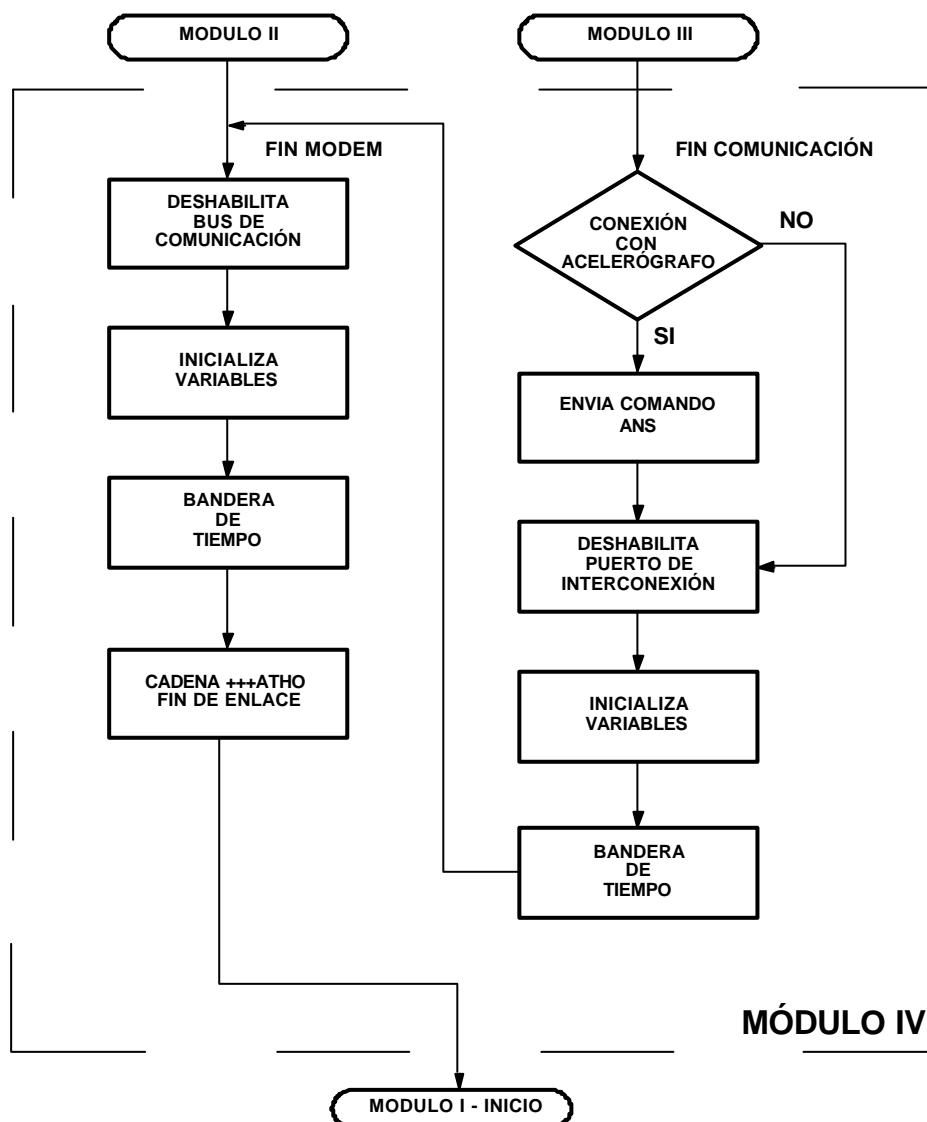 MODULO II
MODULO III
FIN MODEM
FIN COMUNICACIÓN
DESHABILITA
BUS DE
COMUNICACIÓN
CONEXIÓN
CON
ACELERÓGRAFO
NO
SI
INICIALIZA
VARIABLES
ENVIA COMANDO
ANS
BANDERA
DE
TIEMPO
DESHABILITA
PUERTO DE
INTERCONEXIÓN
CADENA +++ATHO
FIN DE ENLACE
INICIALIZA
VARIABLES
BANDERA
DE
TIEMPO
MÓDULO IV
MODULO I - INICIO